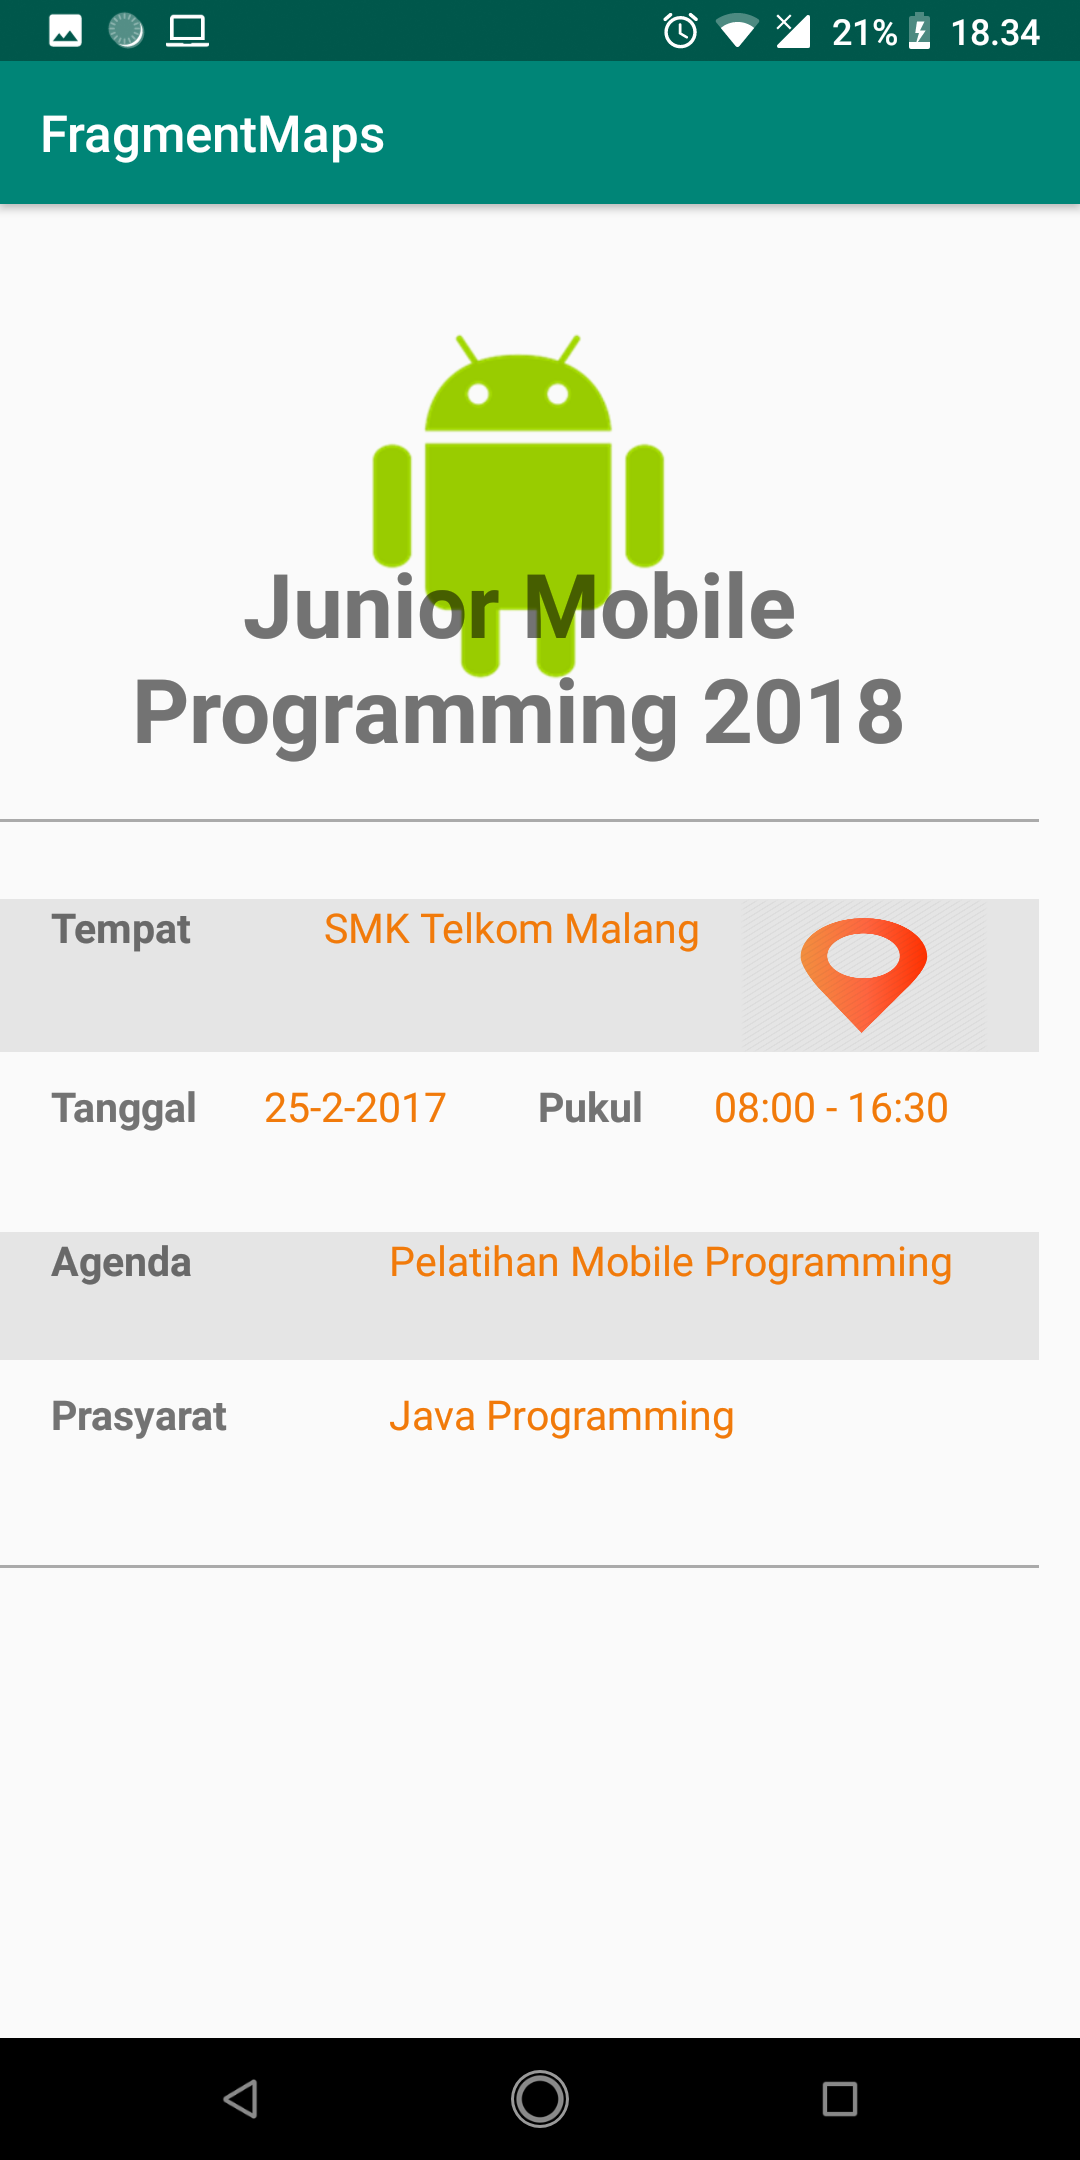 21% 18.34
FragmentMaps
Junior Mobile
Programming 2018
Tempat SMK Telkom Malang
Tanggal 25-2-2017 Pukul 08:00 - 16:30
Agenda Pelatihan Mobile Programming
Prasyarat Java Programming